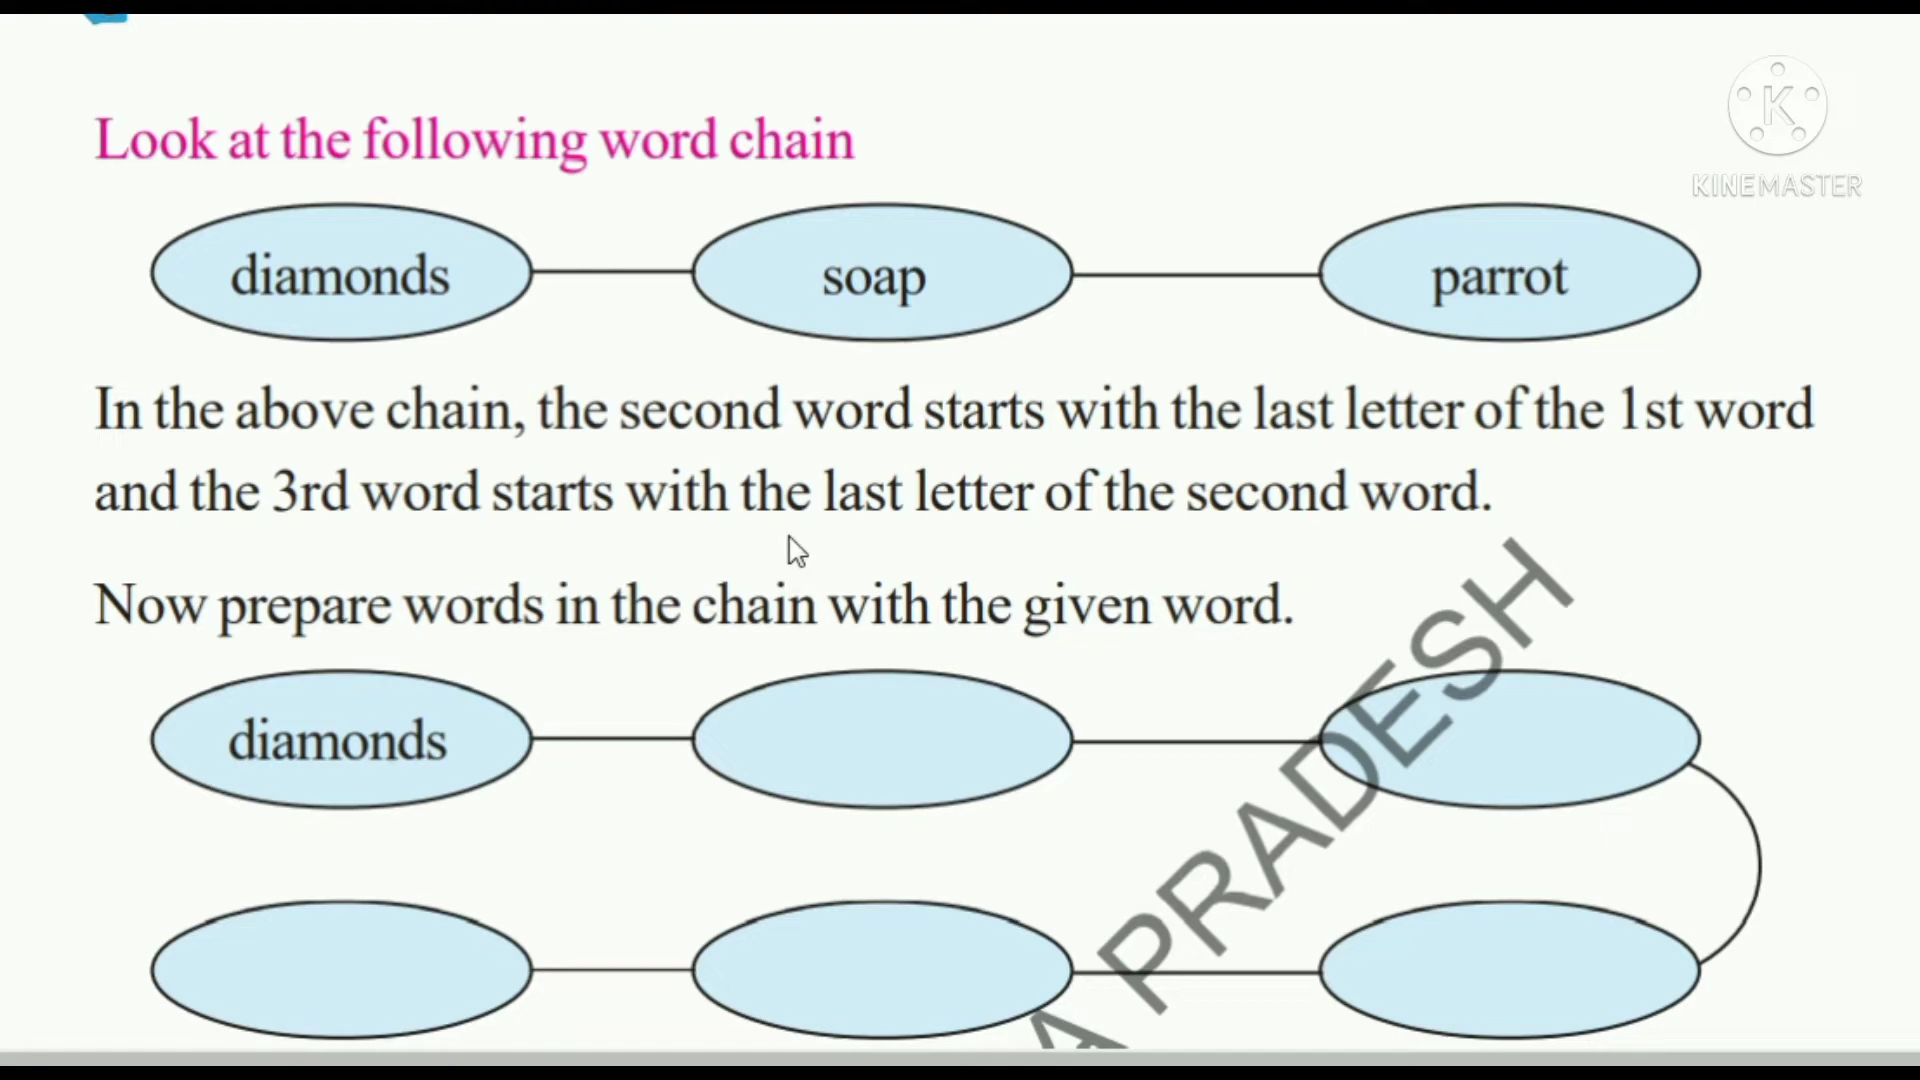 Look at the following word chain
KINEMASTER
diamonds soap parrot
In the above chain, the second word starts with the last letter of the 1st word
and the 3rd word starts with the last letter of the second word.
Now prepare words in the chain with the given word.
diamonds
A PRADESH